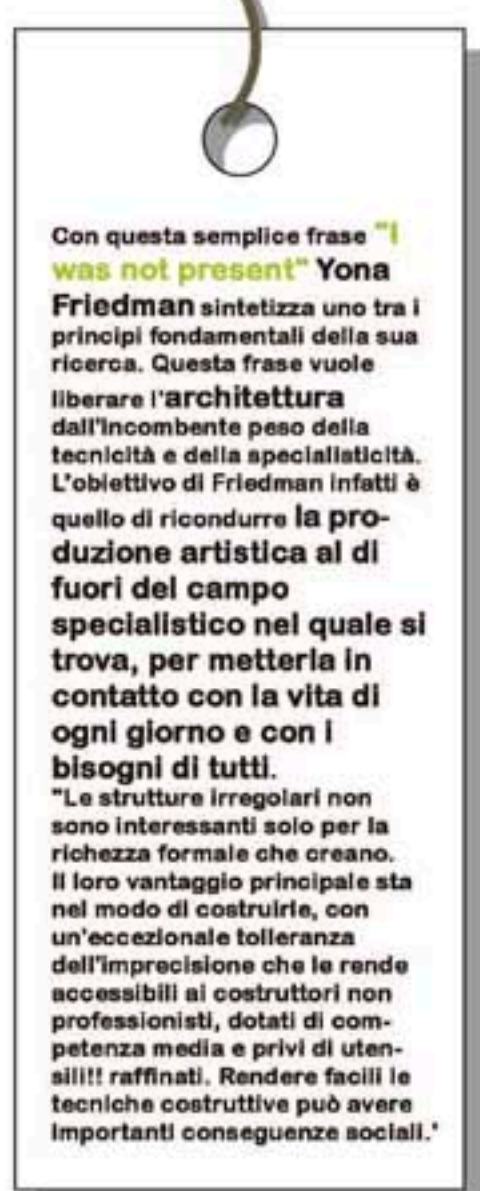 Con questa semplice frase "I
was not present" Yona
Friedman sintetizza uno tra i
principi fondamentali della sua
ricerca. Questa frase vuole
liberare l'architettura
dall'incombente peso della
tecnicità e della specialisticità.
L'obiettivo di Friedman infatti è
quello di ricondurre la pro-
duzione artistica al di
fuori del campo
specialistico nel quale si
trova, per metterla in
contatto con la vita di
ogni giorno e con i
bisogni di tutti.
"Le strutture irregolari non
sono interessanti solo per la
richezza formale che creano.
Il loro vantaggio principale sta
nel modo di costruirle, con
un'eccezionale tolleranza
dell'imprecisione che le rende
accessibili ai costruttori non
professionisti, dotati di com-
petenza media e privi di uten-
sili!! raffinati. Rendere facili le
tecniche costruttive può avere
importanti conseguenze sociali."